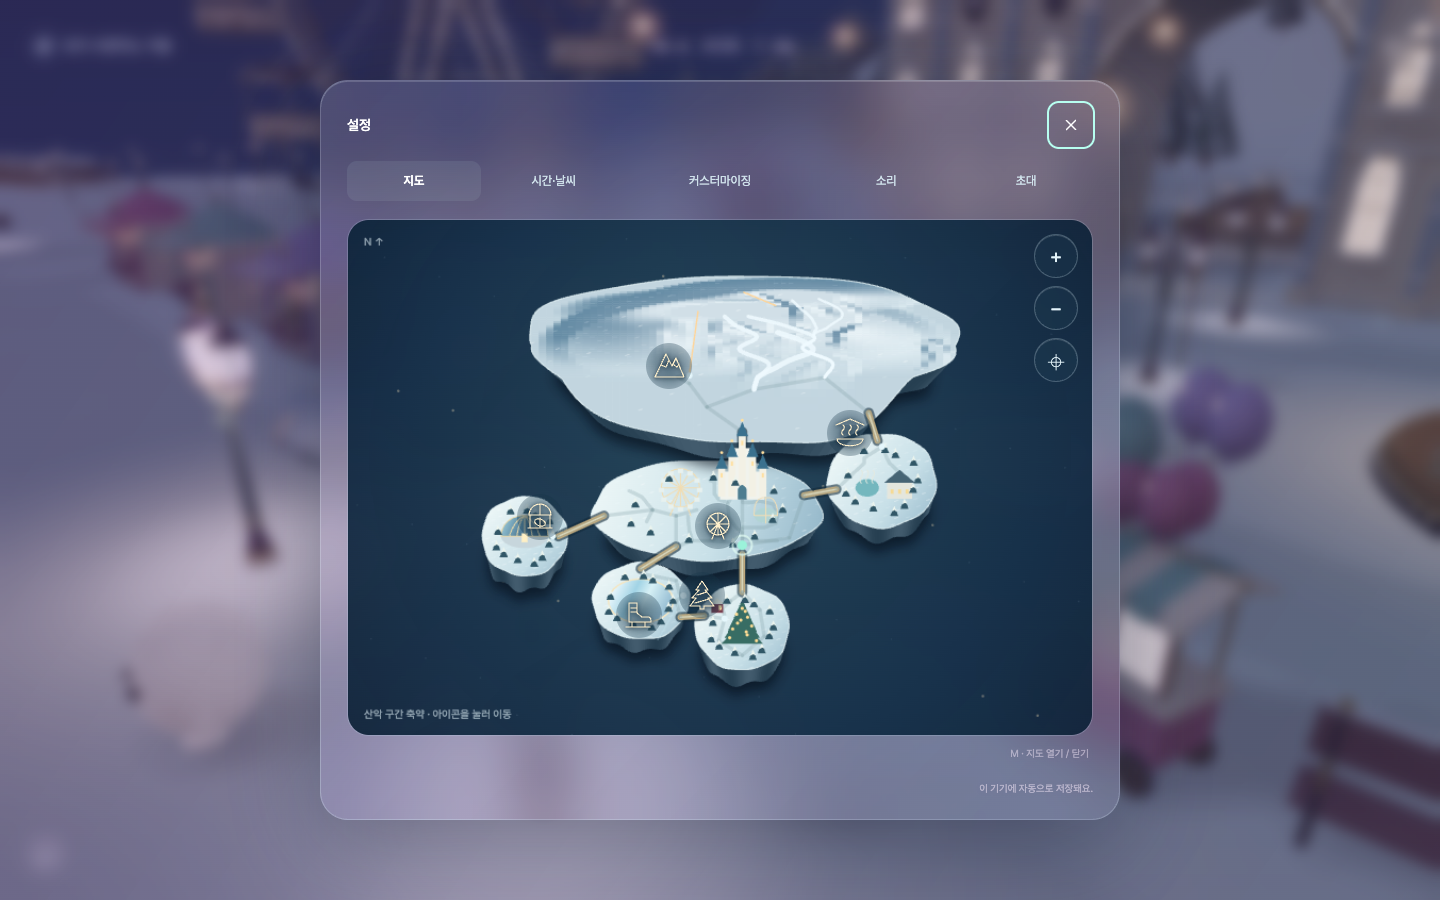 설정
지도
시간·날씨
커스터마이징
소리
초대
N ↑
산악 구간 축약 · 아이콘을 눌러 이동
M · 지도 열기 / 닫기
이 기기에 자동으로 저장돼요.